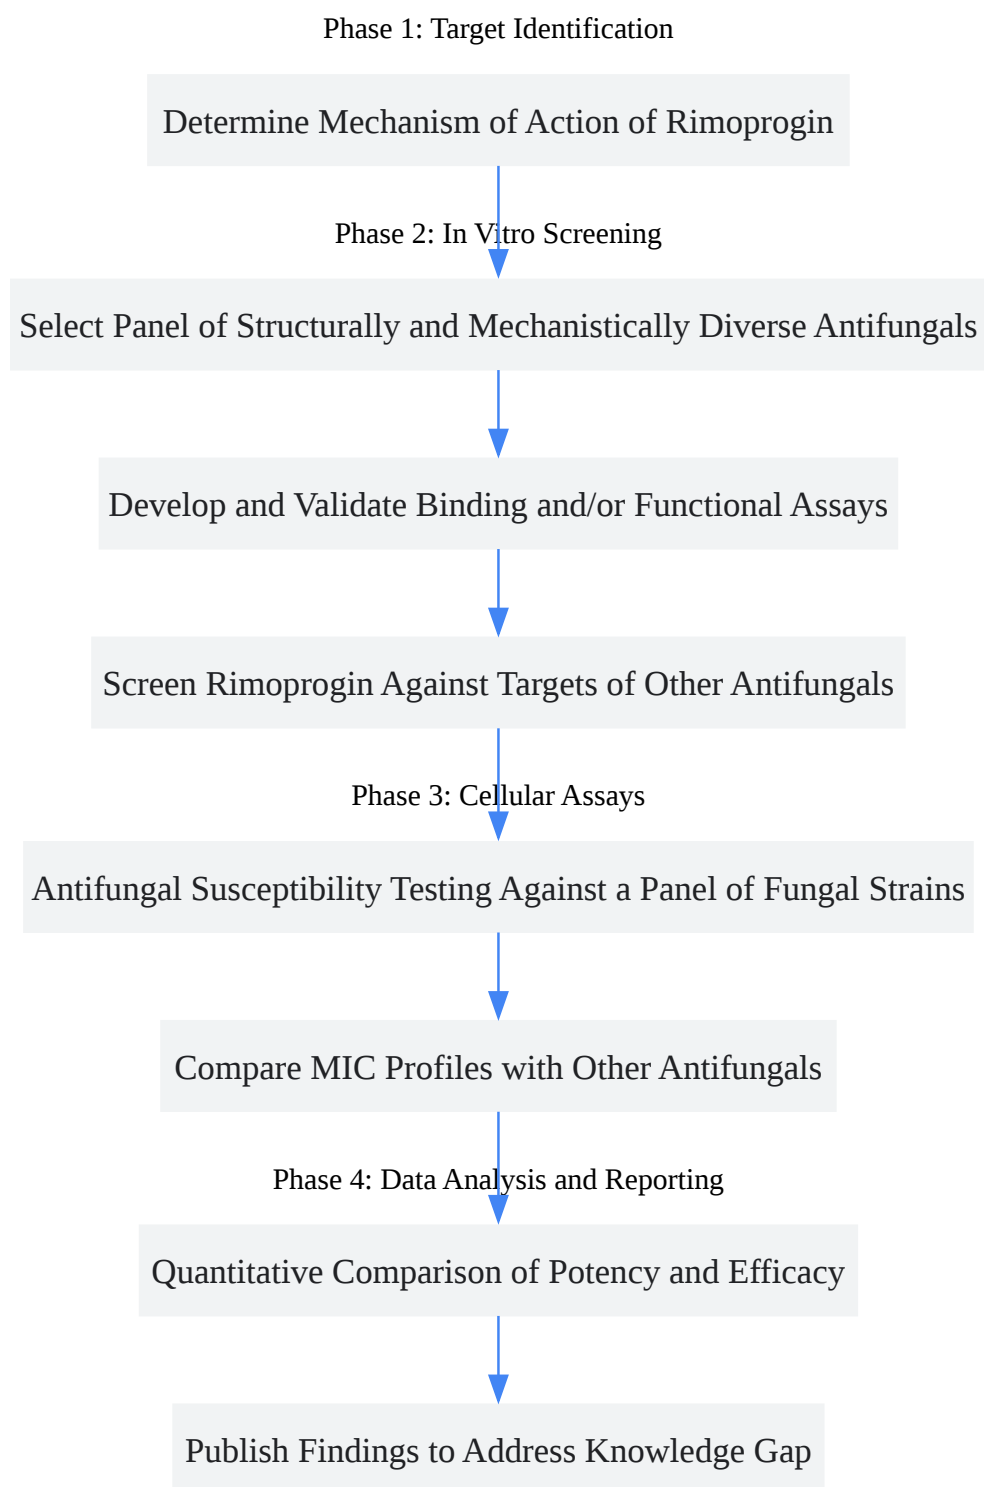 Phase 1: Target Identification
Determine Mechanism of Action of Rimoprogin
Phase 2: In Vitro Screening
Select Panel of Structurally and Mechanistically Diverse Antifungals
Develop and Validate Binding and/or Functional Assays
Screen Rimoprogin Against Targets of Other Antifungals
Phase 3: Cellular Assays
Antifungal Susceptibility Testing Against a Panel of Fungal Strains
Compare MIC Profiles with Other Antifungals
Phase 4: Data Analysis and Reporting
Quantitative Comparison of Potency and Efficacy
Publish Findings to Address Knowledge Gap